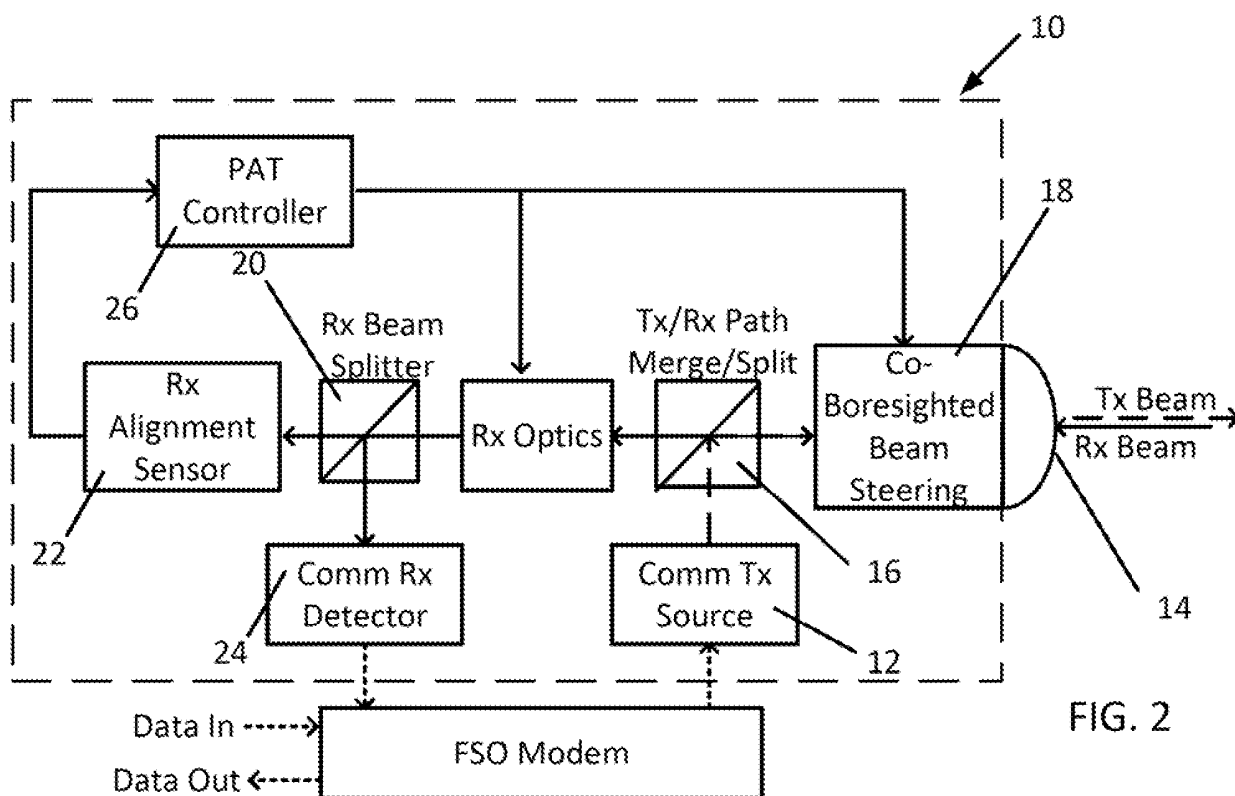 10
PAT
Controller
18
20
26
Rx Beam
Splitter
Tx/Rx Path
Merge/Split
Rx
Alignment
Sensor
Rx Optics
Co-
Boresighted
Beam
Steering
Tx Beam
Rx Beam
22
Comm Rx
Detector
Comm Tx
Source
16
14
24
12
Data In
FSO Modem
Data Out
FIG. 2